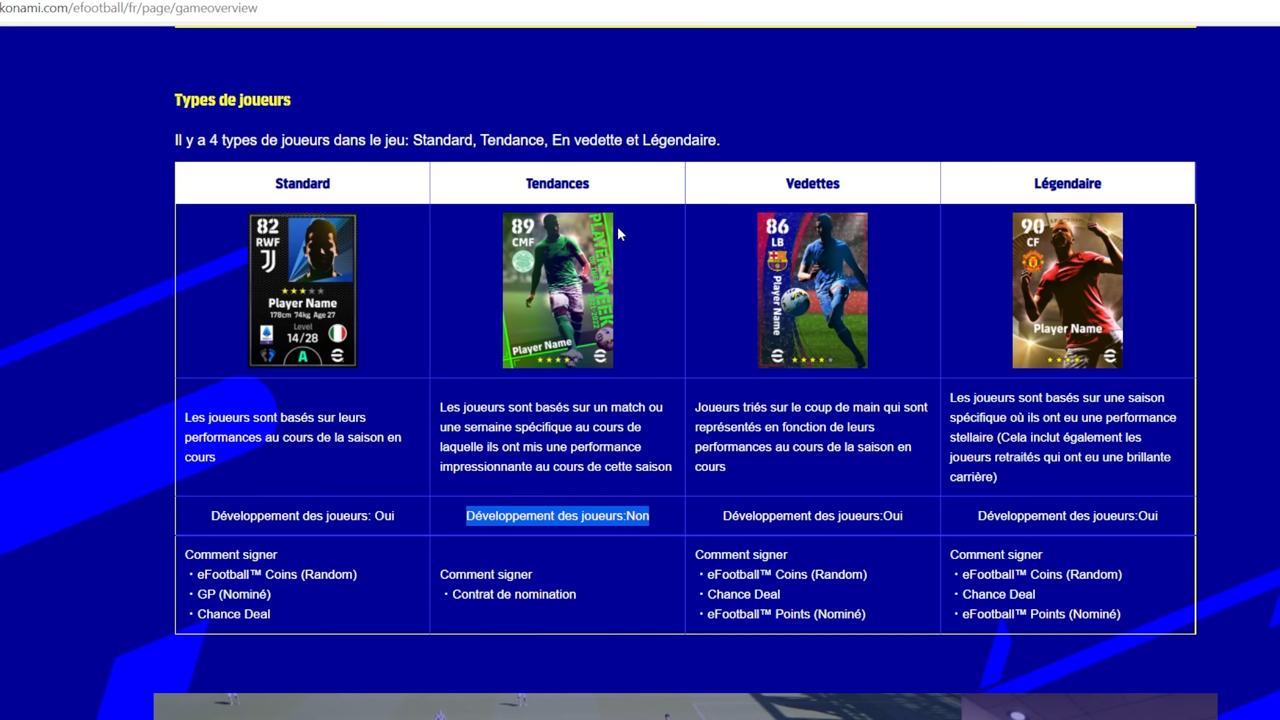 konami.com/efootball/fr/page/gameoverview
Types de joueurs
Il y a 4 types de joueurs dans le jeu: Standard, Tendance, En vedette et Légendaire.
Standard
Tendances
Vedettes
Légendaire
82
RWF
Player Name
178cm 74kg Age 27
Level
14/28
A
89
CMF
PLAYERS
WEEK
Player Name
86
LB
Player Name
90
CF
Player Name
Les joueurs sont basés sur leurs
performances au cours de la saison en
cours
Les joueurs sont basés sur un match ou
une semaine spécifique au cours de
laquelle ils ont mis une performance
impressionnante au cours de cette saison
Joueurs triés sur le coup de main qui sont
représentés en fonction de leurs
performances au cours de la saison en
cours
Les joueurs sont basés sur une saison
spécifique où ils ont eu une performance
stellaire (Cela inclut également les
joueurs retraités qui ont eu une brillante
carrière)
Développement des joueurs: Oui
Développement des joueurs:Non
Développement des joueurs:Oui
Développement des joueurs:Oui
Comment signer
・eFootball™ Coins (Random)
・GP (Nominé)
・Chance Deal
Comment signer
・Contrat de nomination
Comment signer
・eFootball™ Coins (Random)
・Chance Deal
・eFootball™ Points (Nominé)
Comment signer
・eFootball™ Coins (Random)
・Chance Deal
・eFootball™ Points (Nominé)